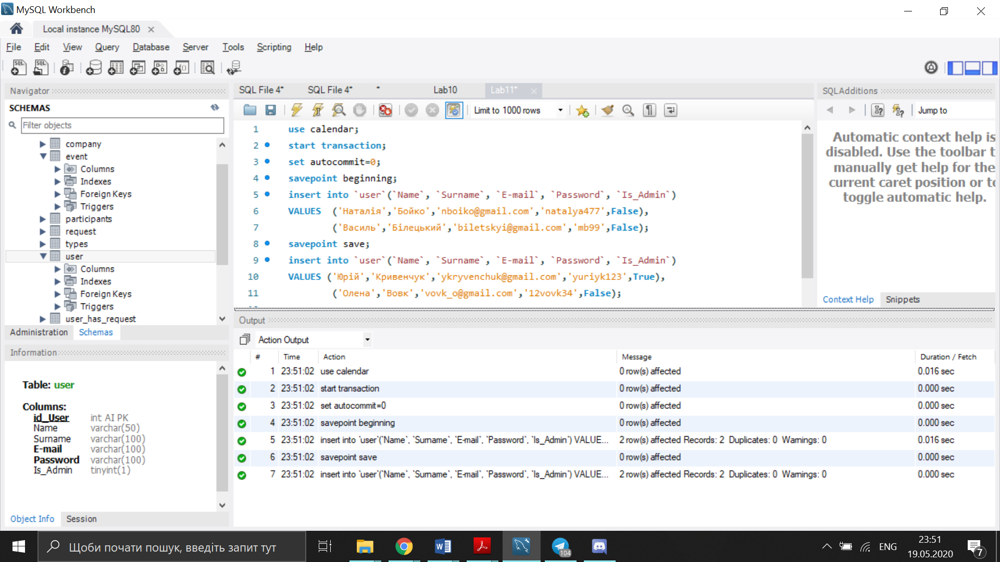 MySQL Workbench
Local instance MySQL80
File Edit View Query Database Server Tools Scripting Help
Navigator
SCHEMAS
Filter objects
company
event
Columns
Indexes
Foreign Keys
Triggers
participants
request
types
user
Columns
Indexes
Foreign Keys
Triggers
user_has_request
Administration Schemas
Information
Table: user
Columns:
id_User int AI PK
Name varchar(50)
Surname varchar(100)
E-mail varchar(100)
Password varchar(100)
Is_Admin tinyint(1)
Object Info Session
SQL File 4* SQL File 4* * Lab10 Lab11*
Limit to 1000 rows
1 use calendar;
2 start transaction;
3 set autocommit=0;
4 savepoint beginning;
5 insert into `user`(`Name`, `Surname`, `E-mail`, `Password`, `Is_Admin`)
6 VALUES ('Наталія','Бойко','nboiko@gmail.com','natalya477',False),
7 ('Василь','Білецький','biletskyi@gmail.com','mb99',False);
8 savepoint save;
9 insert into `user`(`Name`, `Surname`, `E-mail`, `Password`, `Is_Admin`)
10 VALUES ('Юрій','Кривенчук','ykryvenchuk@gmail.com','yuriyk123',True),
11 ('Олена','Вовк','vovk_o@gmail.com','12vovk34',False);
SQLAdditions
Jump to
Automatic context help is
disabled. Use the toolbar t
manually get help for the
current caret position or to
toggle automatic help.
Context Help Snippets
Output
Action Output
# Time Action Message Duration / Fetch
1 23:51:02 use calendar 0 row(s) affected 0.016 sec
2 23:51:02 start transaction 0 row(s) affected 0.000 sec
3 23:51:02 set autocommit=0 0 row(s) affected 0.000 sec
4 23:51:02 savepoint beginning 0 row(s) affected 0.000 sec
5 23:51:02 insert into `user`(`Name`, `Surname`, `E-mail`, `Password`, `Is_Admin`) VALUE... 2 row(s) affected Records: 2 Duplicates: 0 Warnings: 0 0.016 sec
6 23:51:02 savepoint save 0 row(s) affected 0.000 sec
7 23:51:02 insert into `user`(`Name`, `Surname`, `E-mail`, `Password`, `Is_Admin`) VALUE... 2 row(s) affected Records: 2 Duplicates: 0 Warnings: 0 0.000 sec
Щоби почати пошук, введіть запит тут
104
ENG
23:51
19.05.2020
7